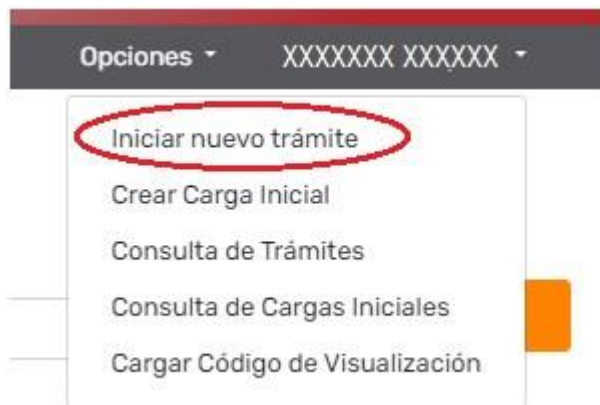 Opciones XXXXXXX XXXXXX
Iniciar nuevo trámite
Crear Carga Inicial
Consulta de Trámites
Consulta de Cargas Iniciales
Cargar Código de Visualización